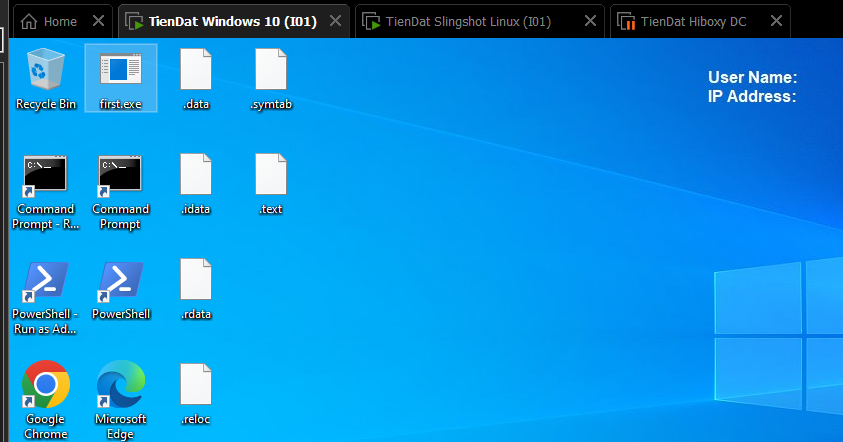 Home
TienDat Windows 10 (I01)
TienDat Slingshot Linux (I01)
TienDat Hiboxy DC
User Name:
IP Address:
Recycle Bin
first.exe
.data
.symtab
C:\_
C:\_
Command
Prompt - R...
Command
Prompt
.idata
.text
PowerShell -
Run as Ad...
PowerShell
.rdata
Google
Chrome
Microsoft
Edge
.reloc